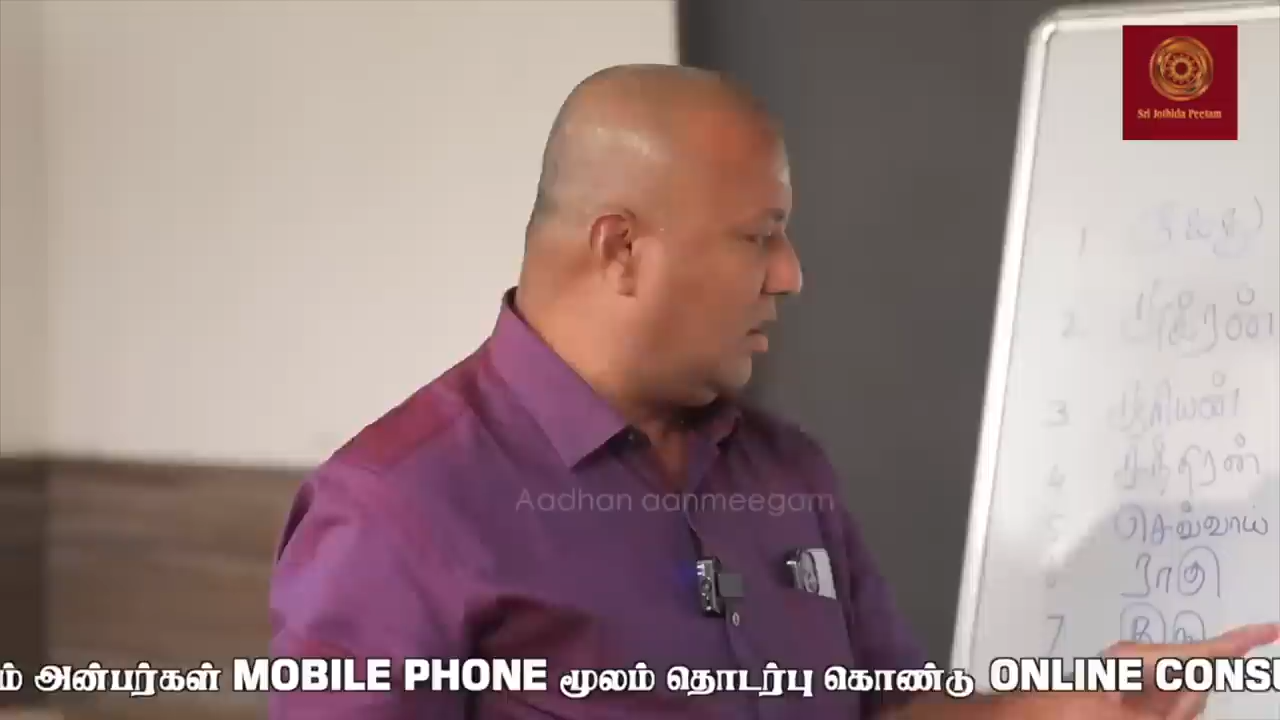 Sri Jothida Peetam
1
2
3 சூரியன்
4 சந்திரன்
5 செவ்வாய்
6 ராகு
7 குரு
Aadhan aanmeegam
ம் அன்பர்கள் MOBILE PHONE மூலம் தொடர்பு கொண்டு ONLINE CONSU